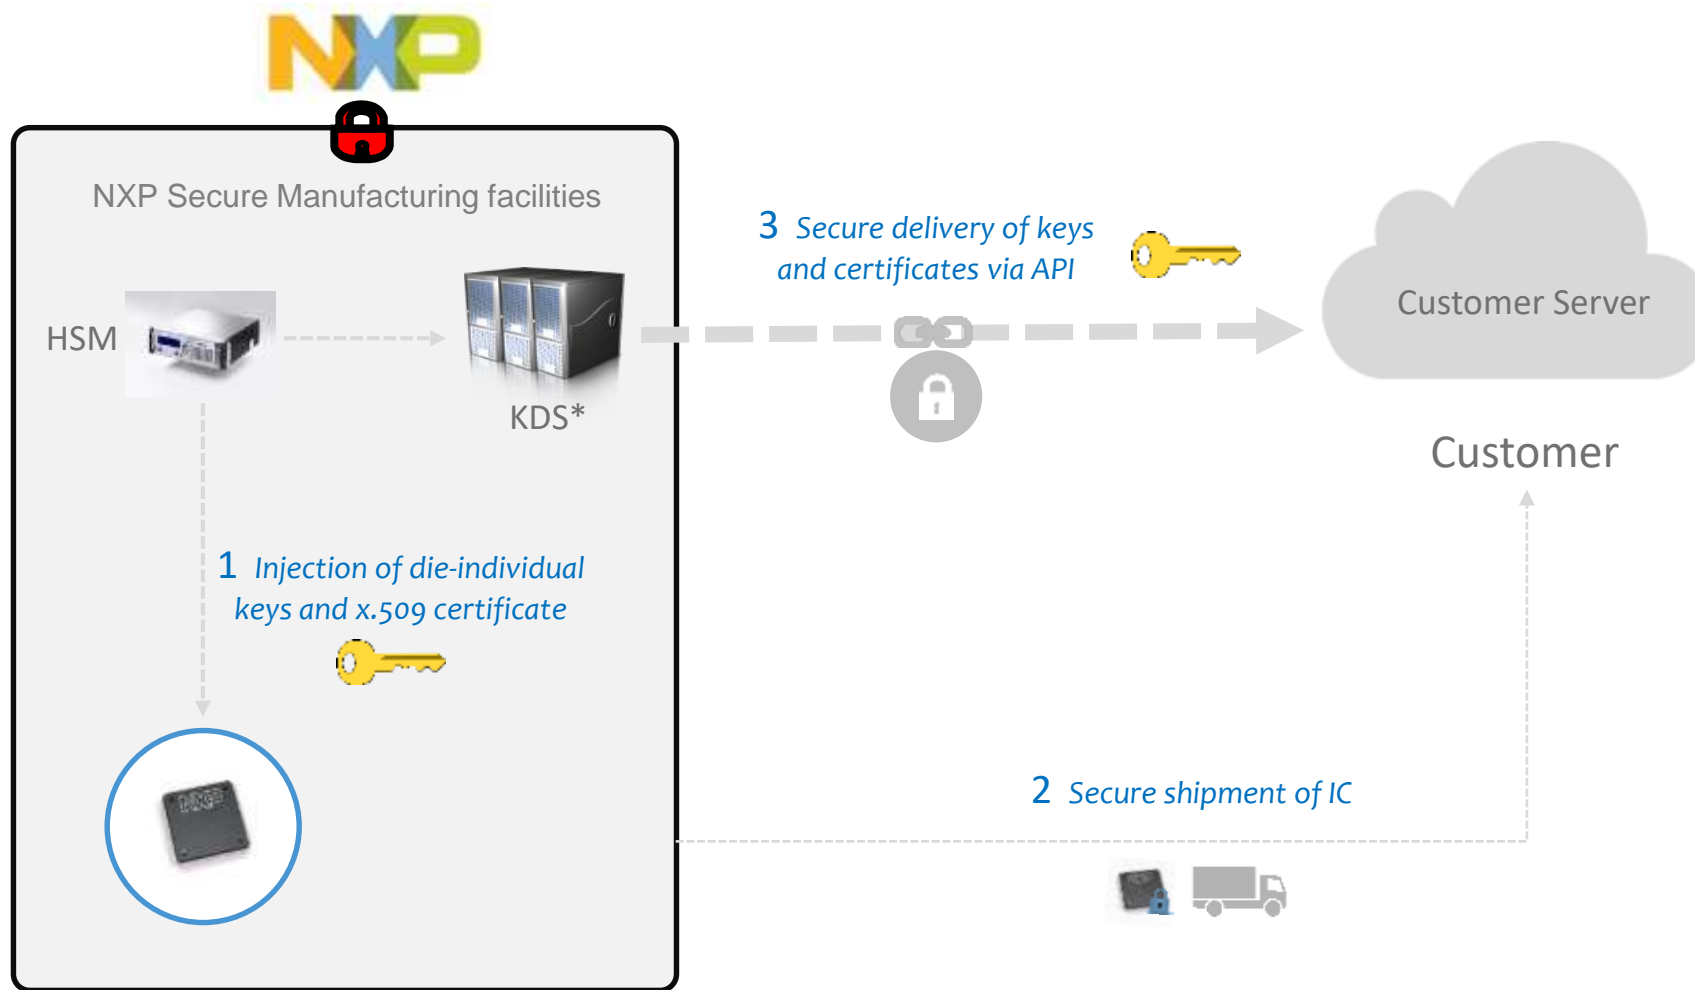 NXP
NXP Secure Manufacturing facilities
3 Secure delivery of keys
and certificates via API
Customer Server
HSM
KDS*
Customer
1 Injection of die-individual
keys and x.509 certificate
NXP
2 Secure shipment of IC